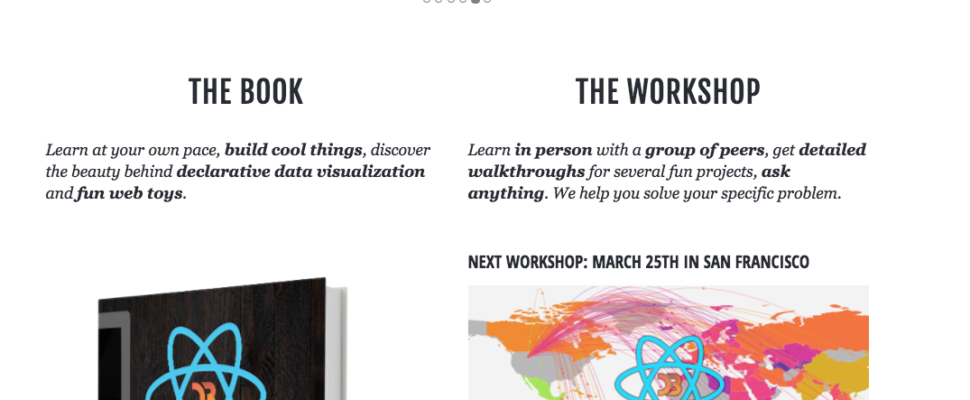 THE BOOK
Learn at your own pace, build cool things, discover
the beauty behind declarative data visualization
and fun web toys.
THE WORKSHOP
Learn in person with a group of peers, get detailed
walkthroughs for several fun projects, ask
anything. We help you solve your specific problem.
NEXT WORKSHOP: MARCH 25TH IN SAN FRANCISCO